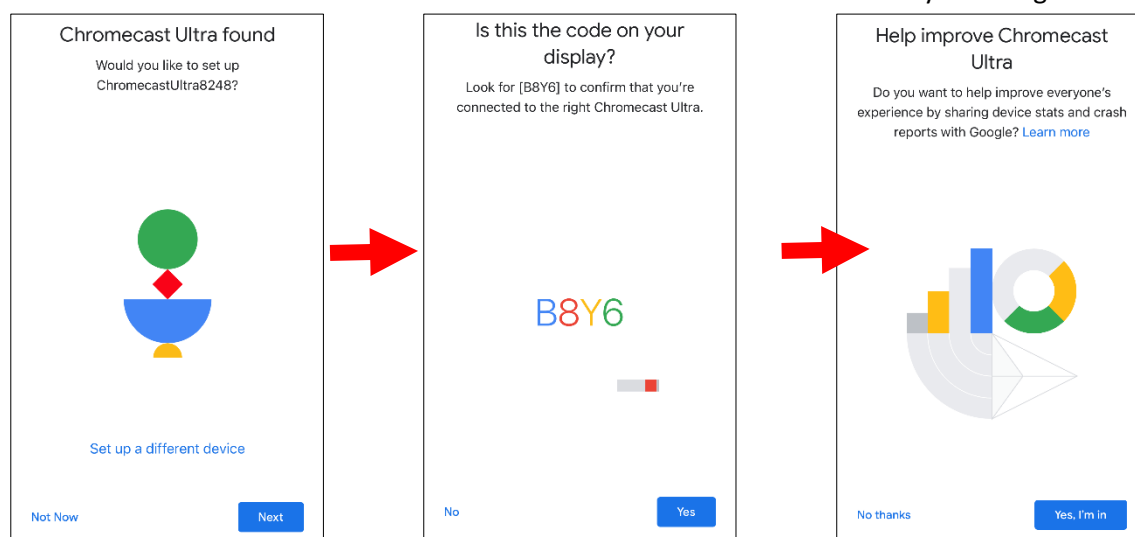 Chromecast Ultra found
Would you like to set up
ChromecastUltra8248?
Set up a different device
Not Now
Next
Is this the code on your
display?
Look for [B8Y6] to confirm that you're
connected to the right Chromecast Ultra.
B8Y6
No
Yes
Help improve Chromecast
Ultra
Do you want to help improve everyone's
experience by sharing device stats and crash
reports with Google? Learn more
No thanks
Yes, I'm in